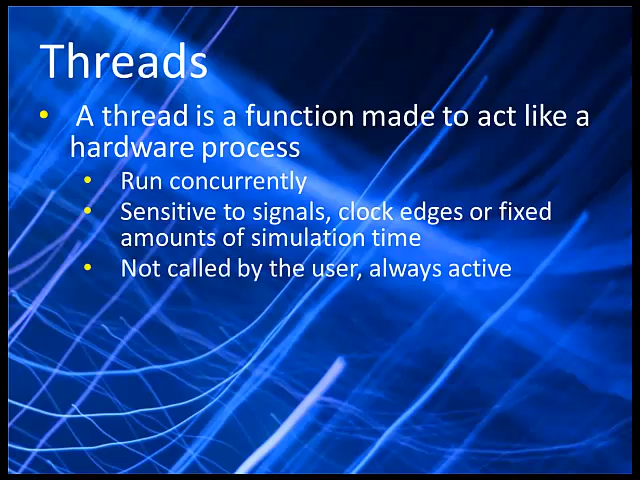 Threads
• A thread is a function made to act like a
hardware process
• Run concurrently
• Sensitive to signals, clock edges or fixed
amounts of simulation time
• Not called by the user, always active